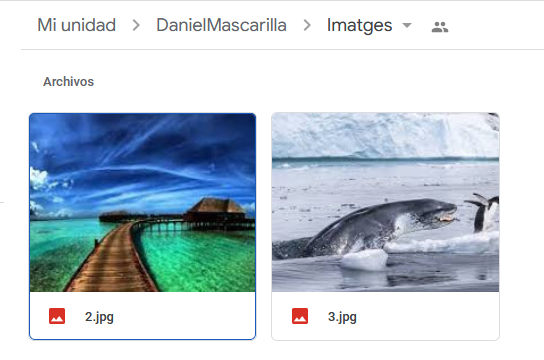 Mi unidad > DanielMascarilla > Imatges
Archivos
2.jpg
3.jpg